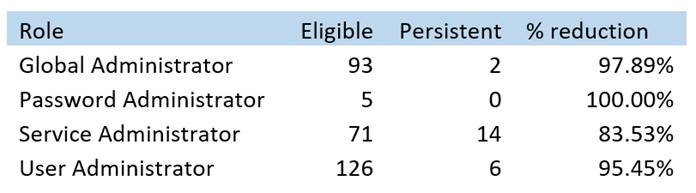 Role Eligible Persistent % reduction
Global Administrator 93 2 97.89%
Password Administrator 5 0 100.00%
Service Administrator 71 14 83.53%
User Administrator 126 6 95.45%